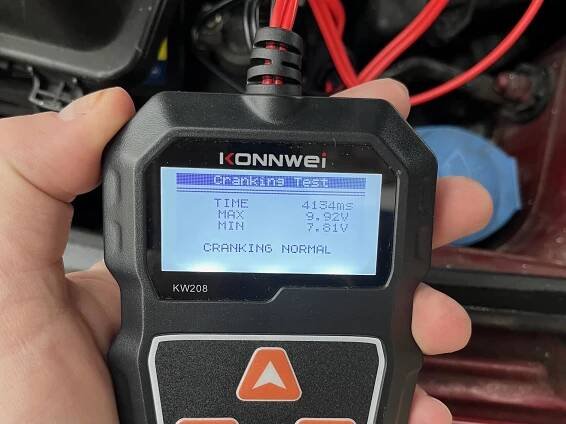 KONNWEI
Cranking Test
TIME 4134ms
MAX 9.92V
MIN 7.81V
CRANKING NORMAL
KW208